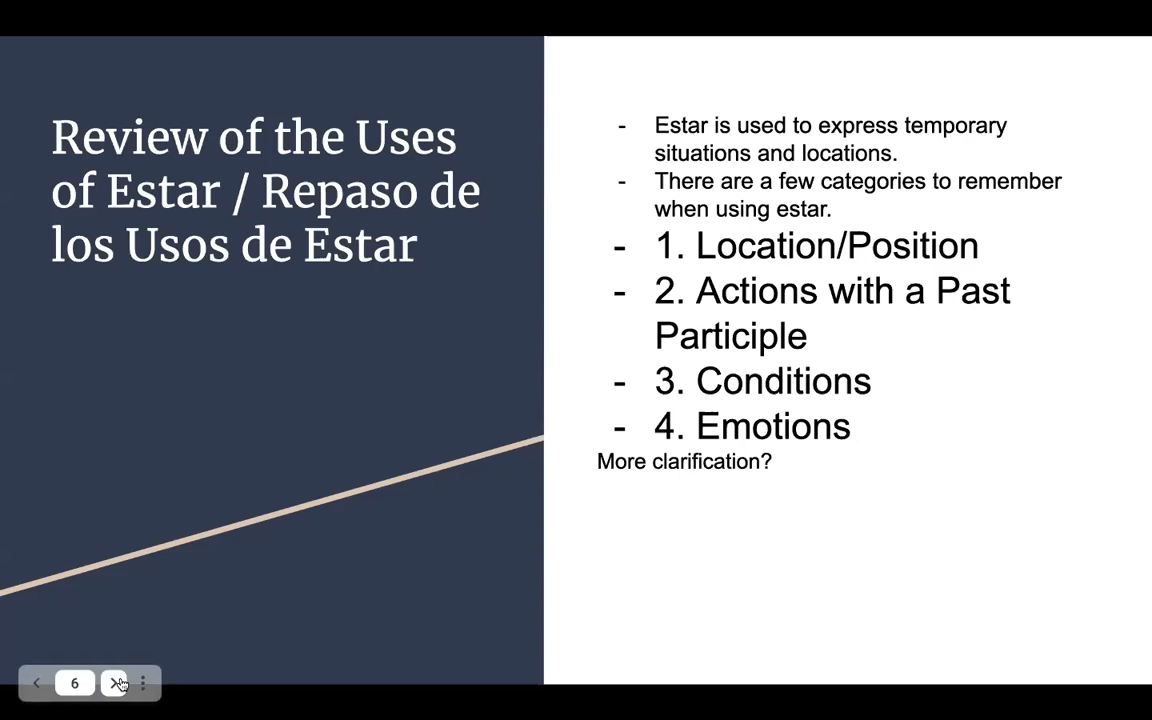 Review of the Uses
of Estar / Repaso de
los Usos de Estar
- Estar is used to express temporary
situations and locations.
- There are a few categories to remember
when using estar.
- 1. Location/Position
- 2. Actions with a Past
Participle
- 3. Conditions
- 4. Emotions
More clarification?
6